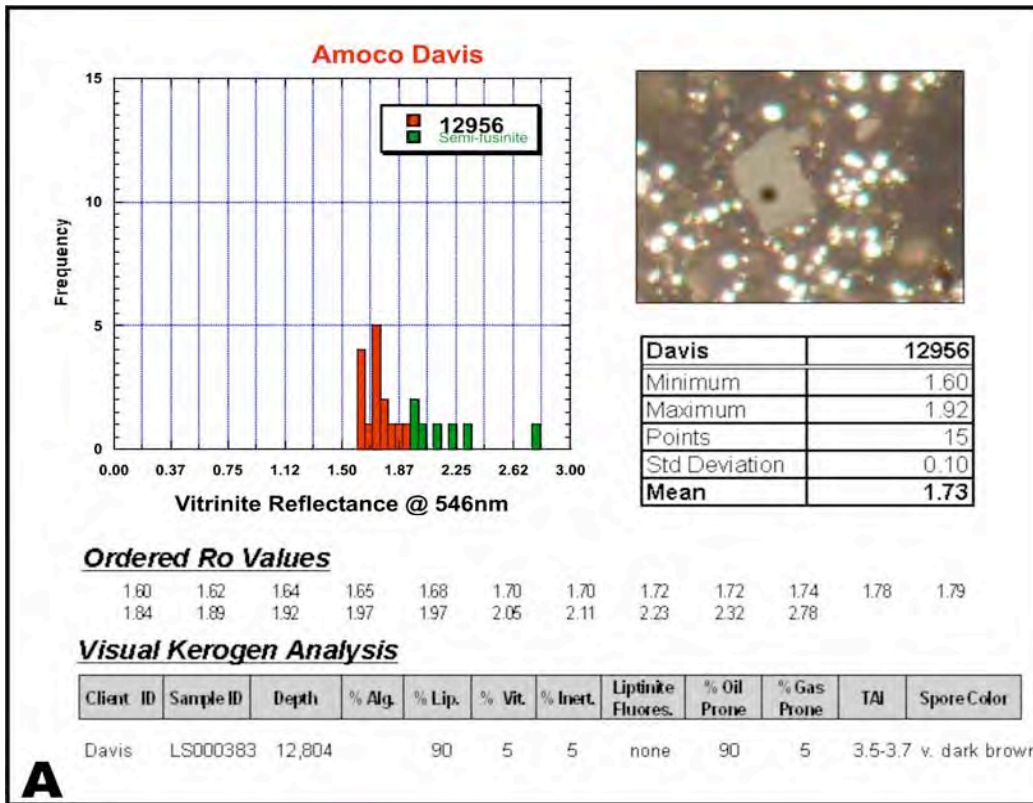 Amoco Davis
15
12956
Semi-fusinite
10
Frequency
5
0
0.00 0.37 0.75 1.12 1.50 1.87 2.25 2.62 3.00
Vitrinite Reflectance @ 546nm
Davis 12956
Minimum 1.60
Maximum 1.92
Points 15
Std Deviation 0.10
Mean 1.73
Ordered Ro Values
1.60 1.62 1.64 1.65 1.68 1.70 1.70 1.72 1.72 1.74 1.78 1.79
1.84 1.89 1.92 1.97 1.97 2.05 2.11 2.23 2.32 2.78
Visual Kerogen Analysis
Client ID Sample ID Depth % Alg. % Lip. % Vit. % Inert. Liptinite Fluores. % Oil Prone % Gas Prone TAI Spore Color
Davis LS000383 12,804 90 5 5 none 90 5 3.5-3.7 v. dark brown
A